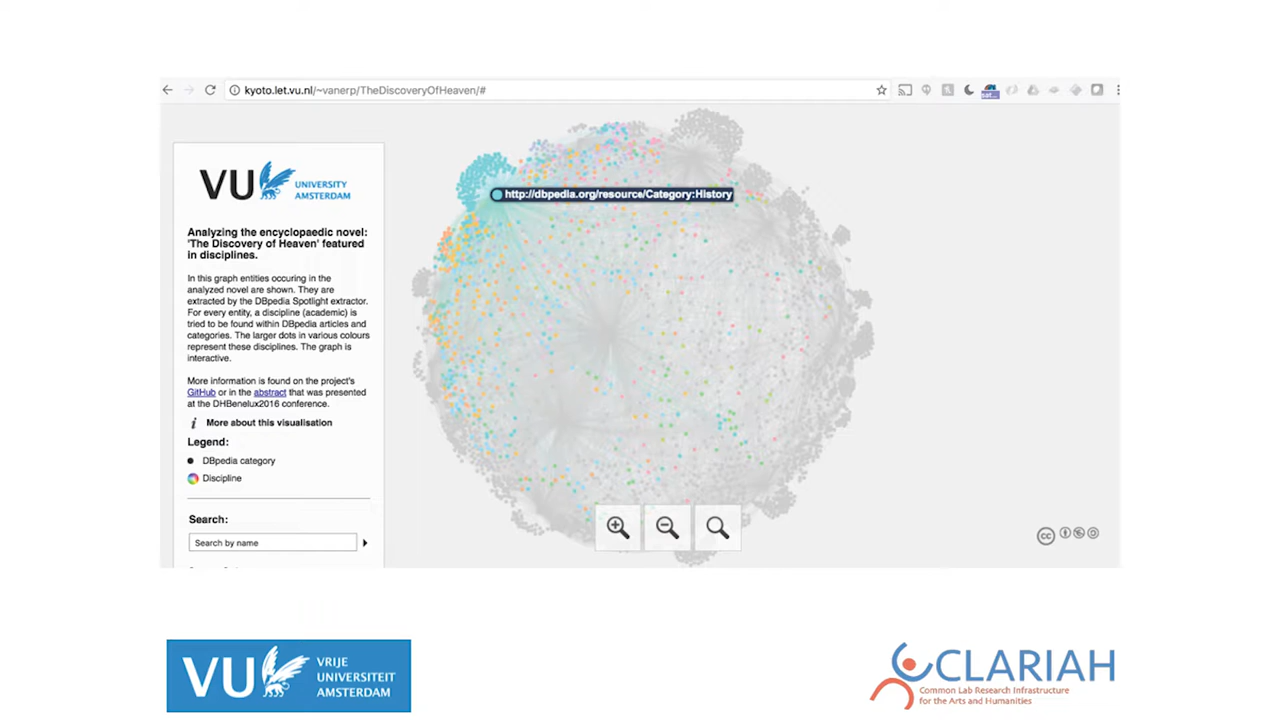 kyoto.let.vu.nl/~vanerp/TheDiscoveryOfHeaven/#
VU UNIVERSITY
AMSTERDAM
http://dbpedia.org/resource/Category:History
Analyzing the encyclopaedic novel:
'The Discovery of Heaven' featured
in disciplines.
In this graph entities occuring in the
analyzed novel are shown. They are
extracted by the DBpedia Spotlight extractor.
For every entity, a discipline (academic) is
tried to be found within DBpedia articles and
categories. The larger dots in various colours
represent these disciplines. The graph is
interactive.
More information is found on the project's
GitHub or in the abstract that was presented
at the DHBenelux2016 conference.
i More about this visualisation
Legend:
DBpedia category
Discipline
Search:
Search by name
cc
VU VRIJE
UNIVERSITEIT
AMSTERDAM
CLARIAH
Common Lab Research Infrastructure
for the Arts and Humanities